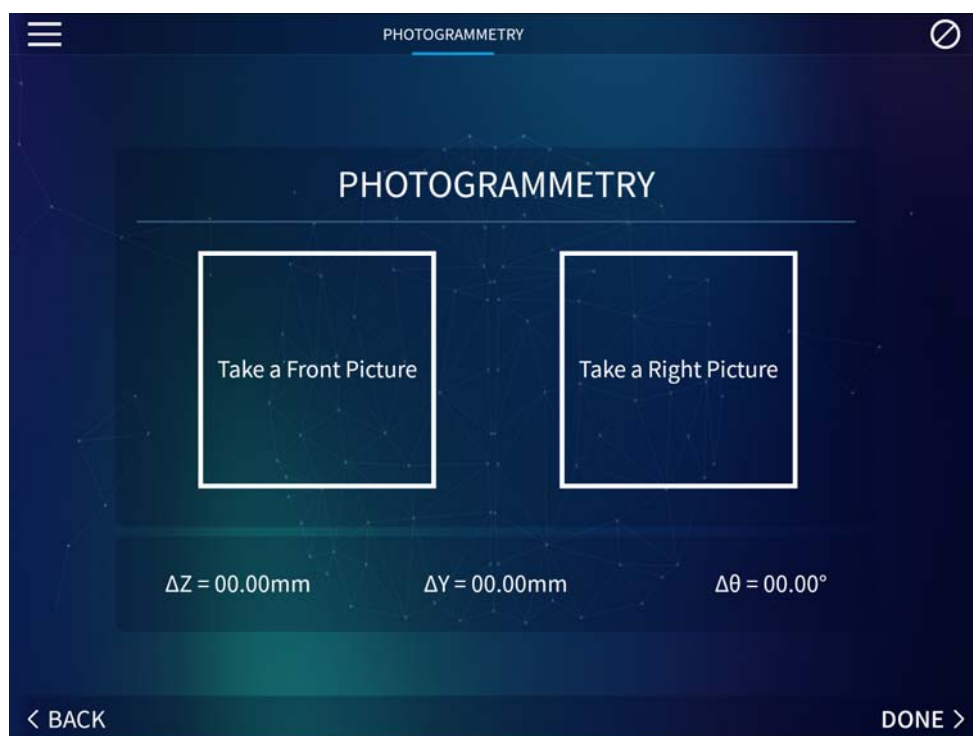 PHOTOGRAMMETRY
PHOTOGRAMMETRY
Take a Front Picture
Take a Right Picture
ΔZ = 00.00mm
ΔY = 00.00mm
Δθ = 00.00°
< BACK
DONE >